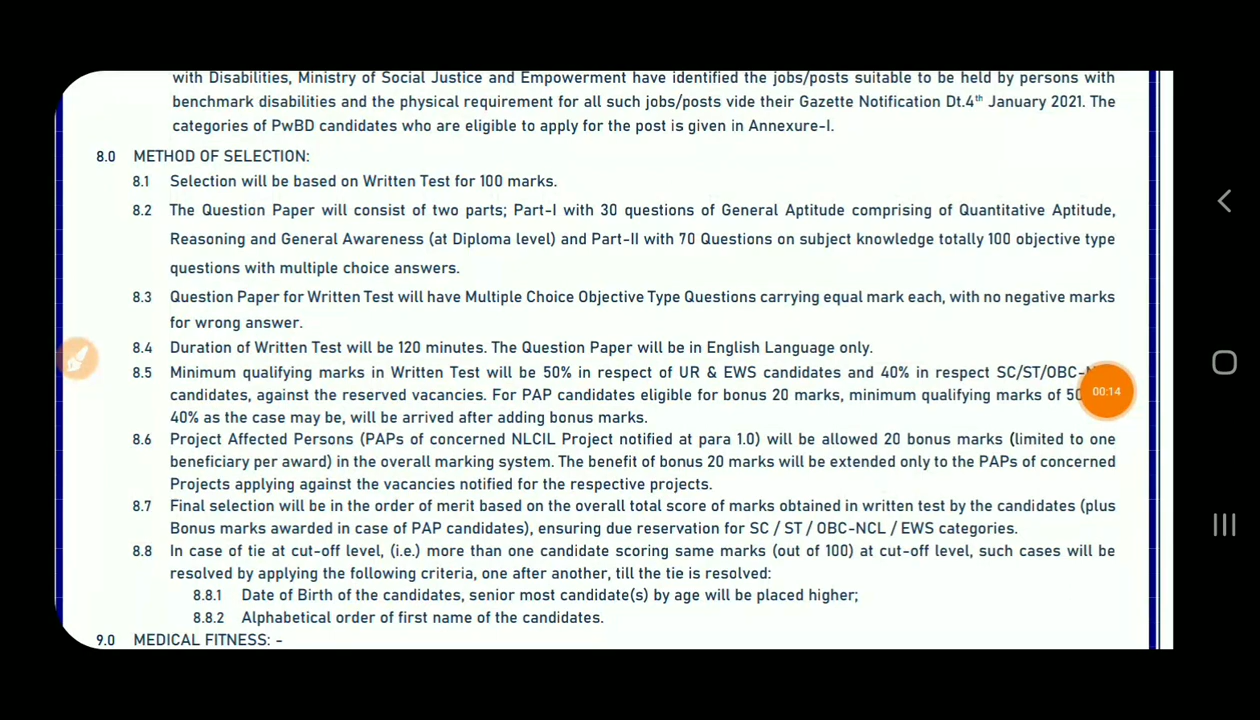 with Disabilities, Ministry of Social Justice and Empowerment have identified the jobs/posts suitable to be held by persons with
benchmark disabilities and the physical requirement for all such jobs/posts vide their Gazette Notification Dt.4th January 2021. The
categories of PwBD candidates who are eligible to apply for the post is given in Annexure-I.
8.0 METHOD OF SELECTION:
8.1 Selection will be based on Written Test for 100 marks.
8.2 The Question Paper will consist of two parts; Part-I with 30 questions of General Aptitude comprising of Quantitative Aptitude,
Reasoning and General Awareness (at Diploma level) and Part-II with 70 Questions on subject knowledge totally 100 objective type
questions with multiple choice answers.
8.3 Question Paper for Written Test will have Multiple Choice Objective Type Questions carrying equal mark each, with no negative marks
for wrong answer.
8.4 Duration of Written Test will be 120 minutes. The Question Paper will be in English Language only.
8.5 Minimum qualifying marks in Written Test will be 50% in respect of UR & EWS candidates and 40% in respect SC/ST/OBC-
candidates, against the reserved vacancies. For PAP candidates eligible for bonus 20 marks, minimum qualifying marks of
00:14
40% as the case may be, will be arrived after adding bonus marks.
8.6 Project Affected Persons (PAPs of concerned NLCIL Project notified at para 1.0) will be allowed 20 bonus marks (limited to one
beneficiary per award) in the overall marking system. The benefit of bonus 20 marks will be extended only to the PAPs of concerned
Projects applying against the vacancies notified for the respective projects.
8.7 Final selection will be in the order of merit based on the overall total score of marks obtained in written test by the candidates (plus
Bonus marks awarded in case of PAP candidates), ensuring due reservation for SC / ST / OBC-NCL / EWS categories.
8.8 In case of tie at cut-off level, (i.e.) more than one candidate scoring same marks (out of 100) at cut-off level, such cases will be
resolved by applying the following criteria, one after another, till the tie is resolved:
8.8.1 Date of Birth of the candidates, senior most candidate(s) by age will be placed higher;
8.8.2 Alphabetical order of first name of the candidates.
9.0 MEDICAL FITNESS: -